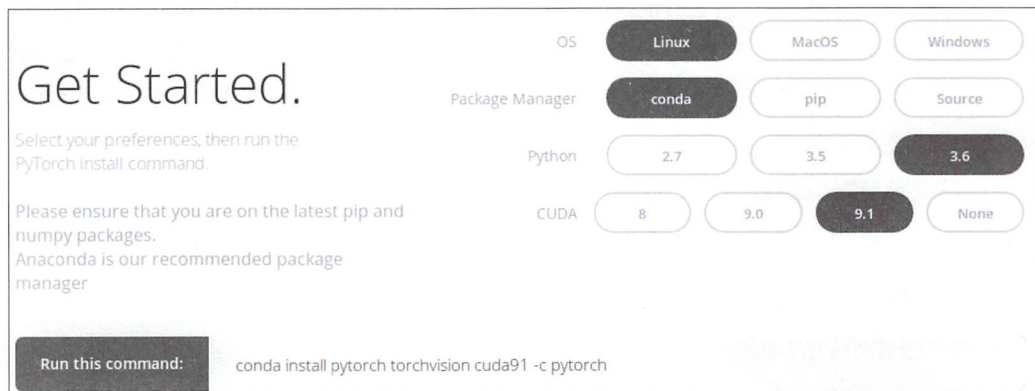 Get Started.
Select your preferences, then run the
PyTorch install command.
Please ensure that you are on the latest pip and
numpy packages.
Anaconda is our recommended package
manager
OS Linux MacOS Windows
Package Manager conda pip Source
Python 2.7 3.5 3.6
CUDA 8 9.0 9.1 None
Run this command: conda install pytorch torchvision cuda91 -c pytorch